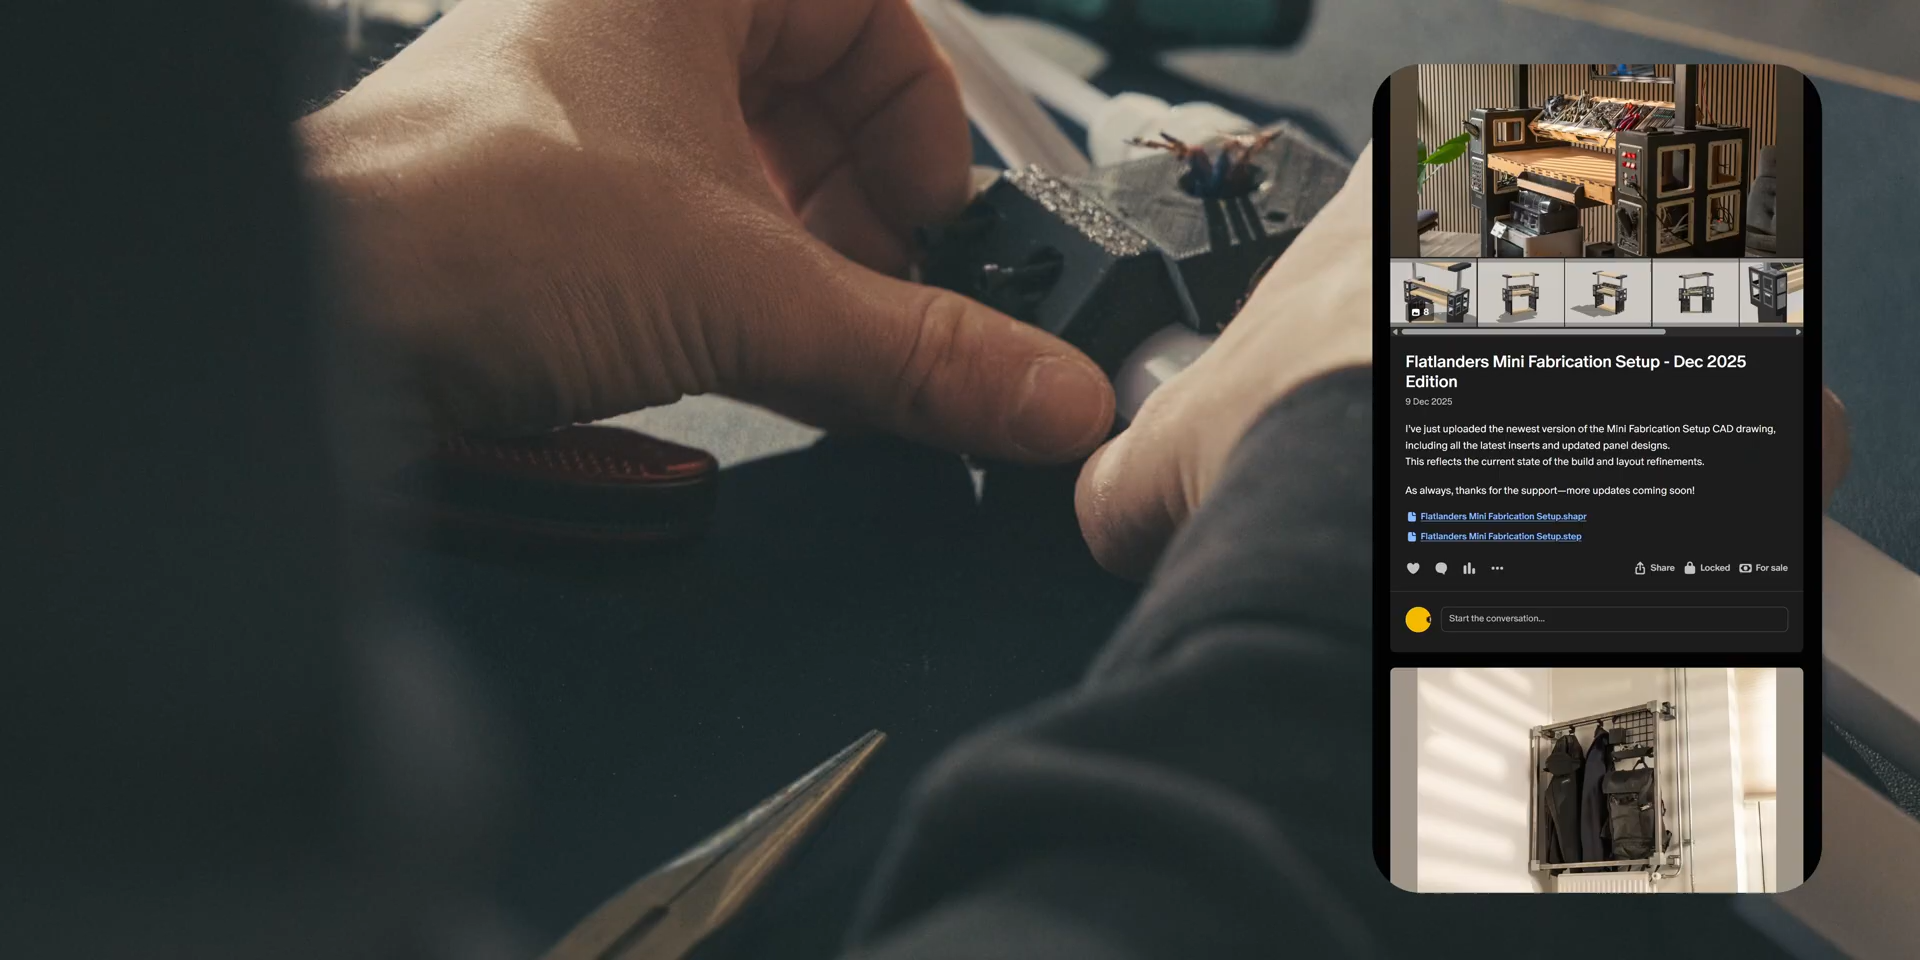 8
Flatlanders Mini Fabrication Setup - Dec 2025
Edition
9 Dec 2025
I've just uploaded the newest version of the Mini Fabrication Setup CAD drawing,
including all the latest inserts and updated panel designs.
This reflects the current state of the build and layout refinements.
As always, thanks for the support—more updates coming soon!
Flatlanders Mini Fabrication Setup.shapr
Flatlanders Mini Fabrication Setup.step
Share Locked For sale
Start the conversation...